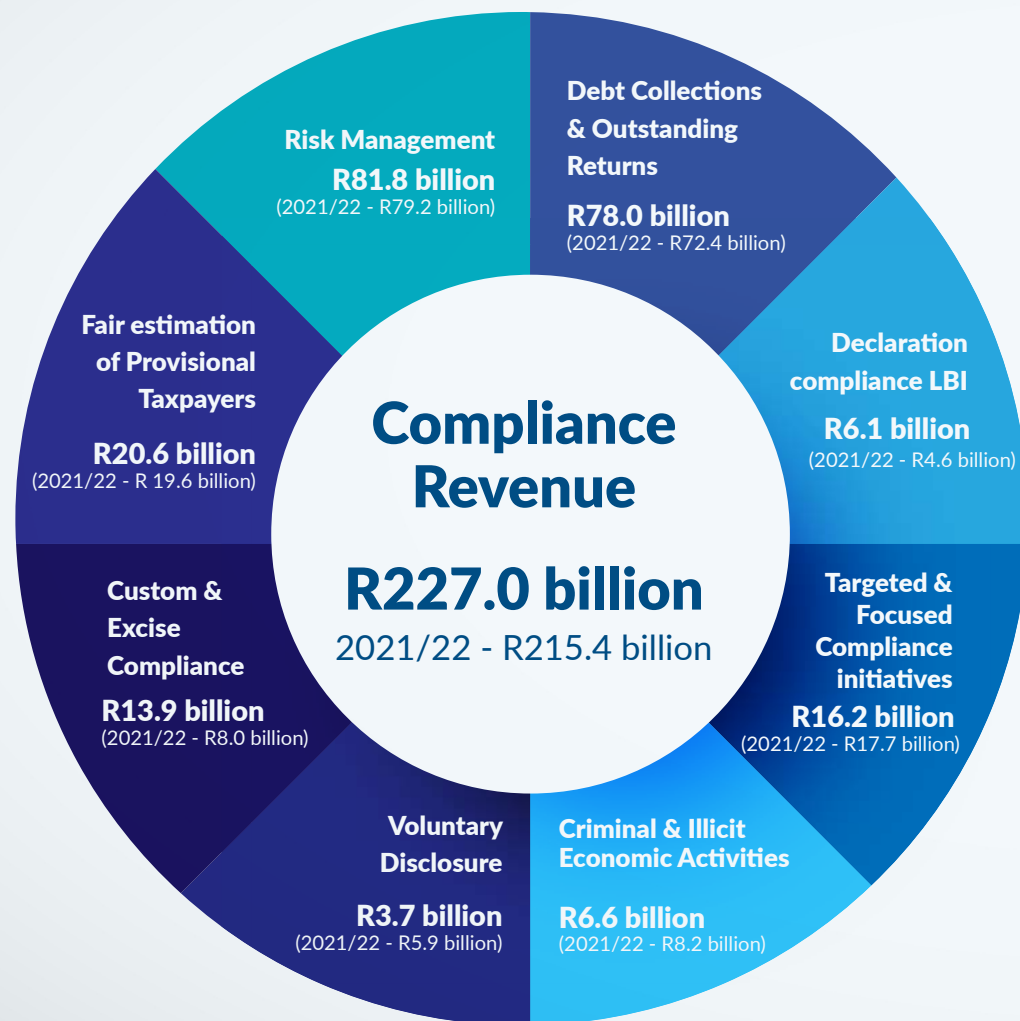 Risk Management
R81.8 billion
(2021/22 - R79.2 billion)
Debt Collections
& Outstanding
Returns
R78.0 billion
(2021/22 - R72.4 billion)
Declaration
compliance LBI
R6.1 billion
(2021/22 - R4.6 billion)
Targeted &
Focused
Compliance
initiatives
R16.2 billion
(2021/22 - R17.7 billion)
Criminal & Illicit
Economic Activities
R6.6 billion
(2021/22 - R8.2 billion)
Voluntary
Disclosure
R3.7 billion
(2021/22 - R5.9 billion)
Custom &
Excise
Compliance
R13.9 billion
(2021/22 - R8.0 billion)
Fair estimation
of Provisional
Taxpayers
R20.6 billion
(2021/22 - R 19.6 billion)
Compliance
Revenue
R227.0 billion
2021/22 - R215.4 billion